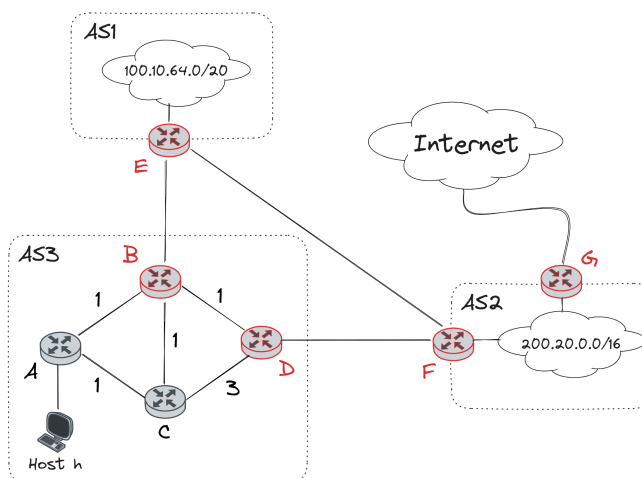 AS1
100.10.64.0/20
E
Internet
G
AS3
B
AS2
1
1
1
200.20.0.0/16
A
D
F
1
3
C
Host h